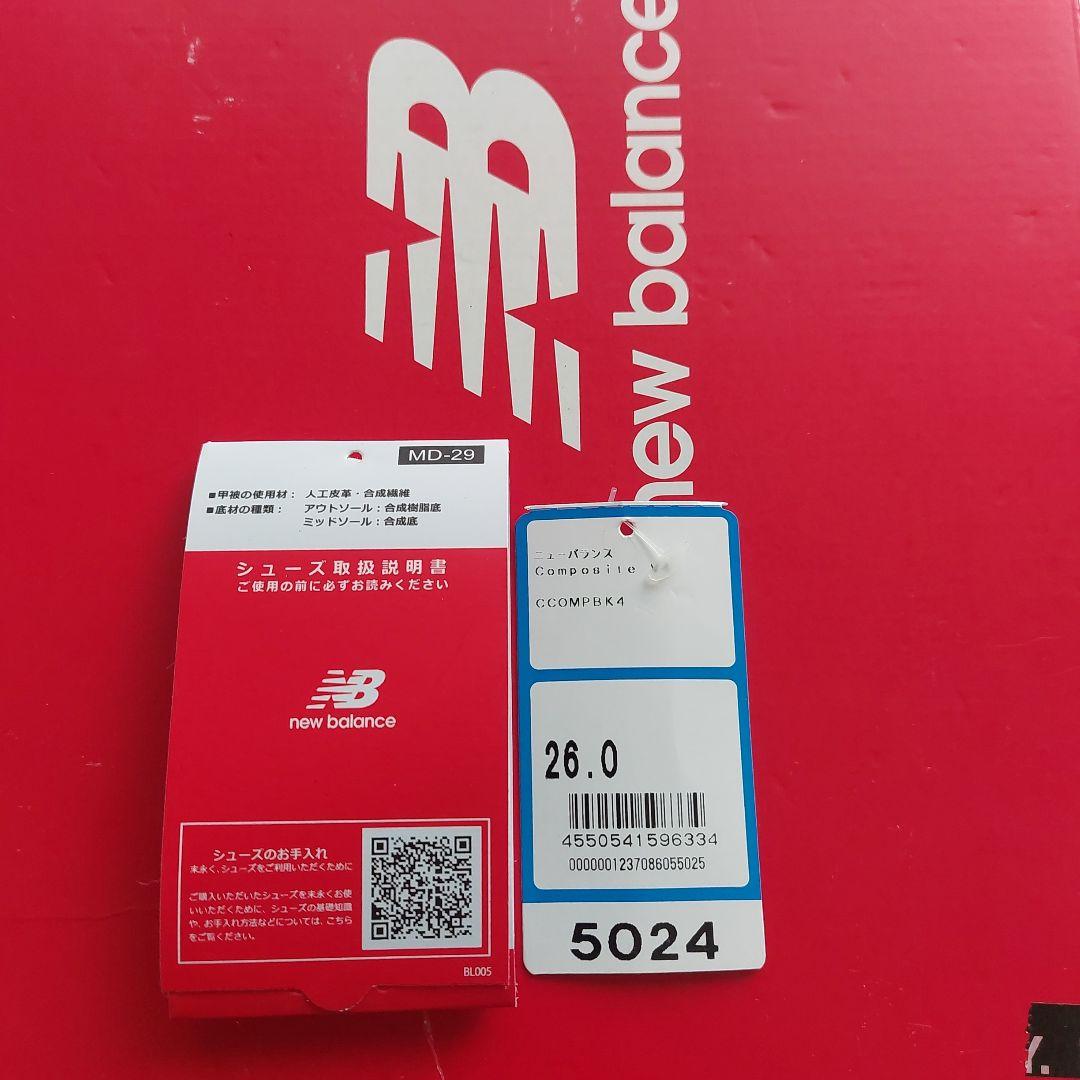 NB
new balance
MD-29
■甲被の使用材： 人工皮革・合成繊維
■底材の種類： アウトソール：合成樹脂底
ミッドソール：合成底
シューズ取扱説明書
ご使用の前に必ずお読みください
NB
new balance
シューズのお手入れ
末永く、シューズをご利用いただくために
ご購入いただいたシューズを末永くお使
いいただくために、シューズの基礎知識
や、お手入れ方法などについては、こちら
をご覧ください。
BL005
ニューバランス
Composite
CCOMPBK4
26.0
4550541596334
0000001237086055025
5024
Y.